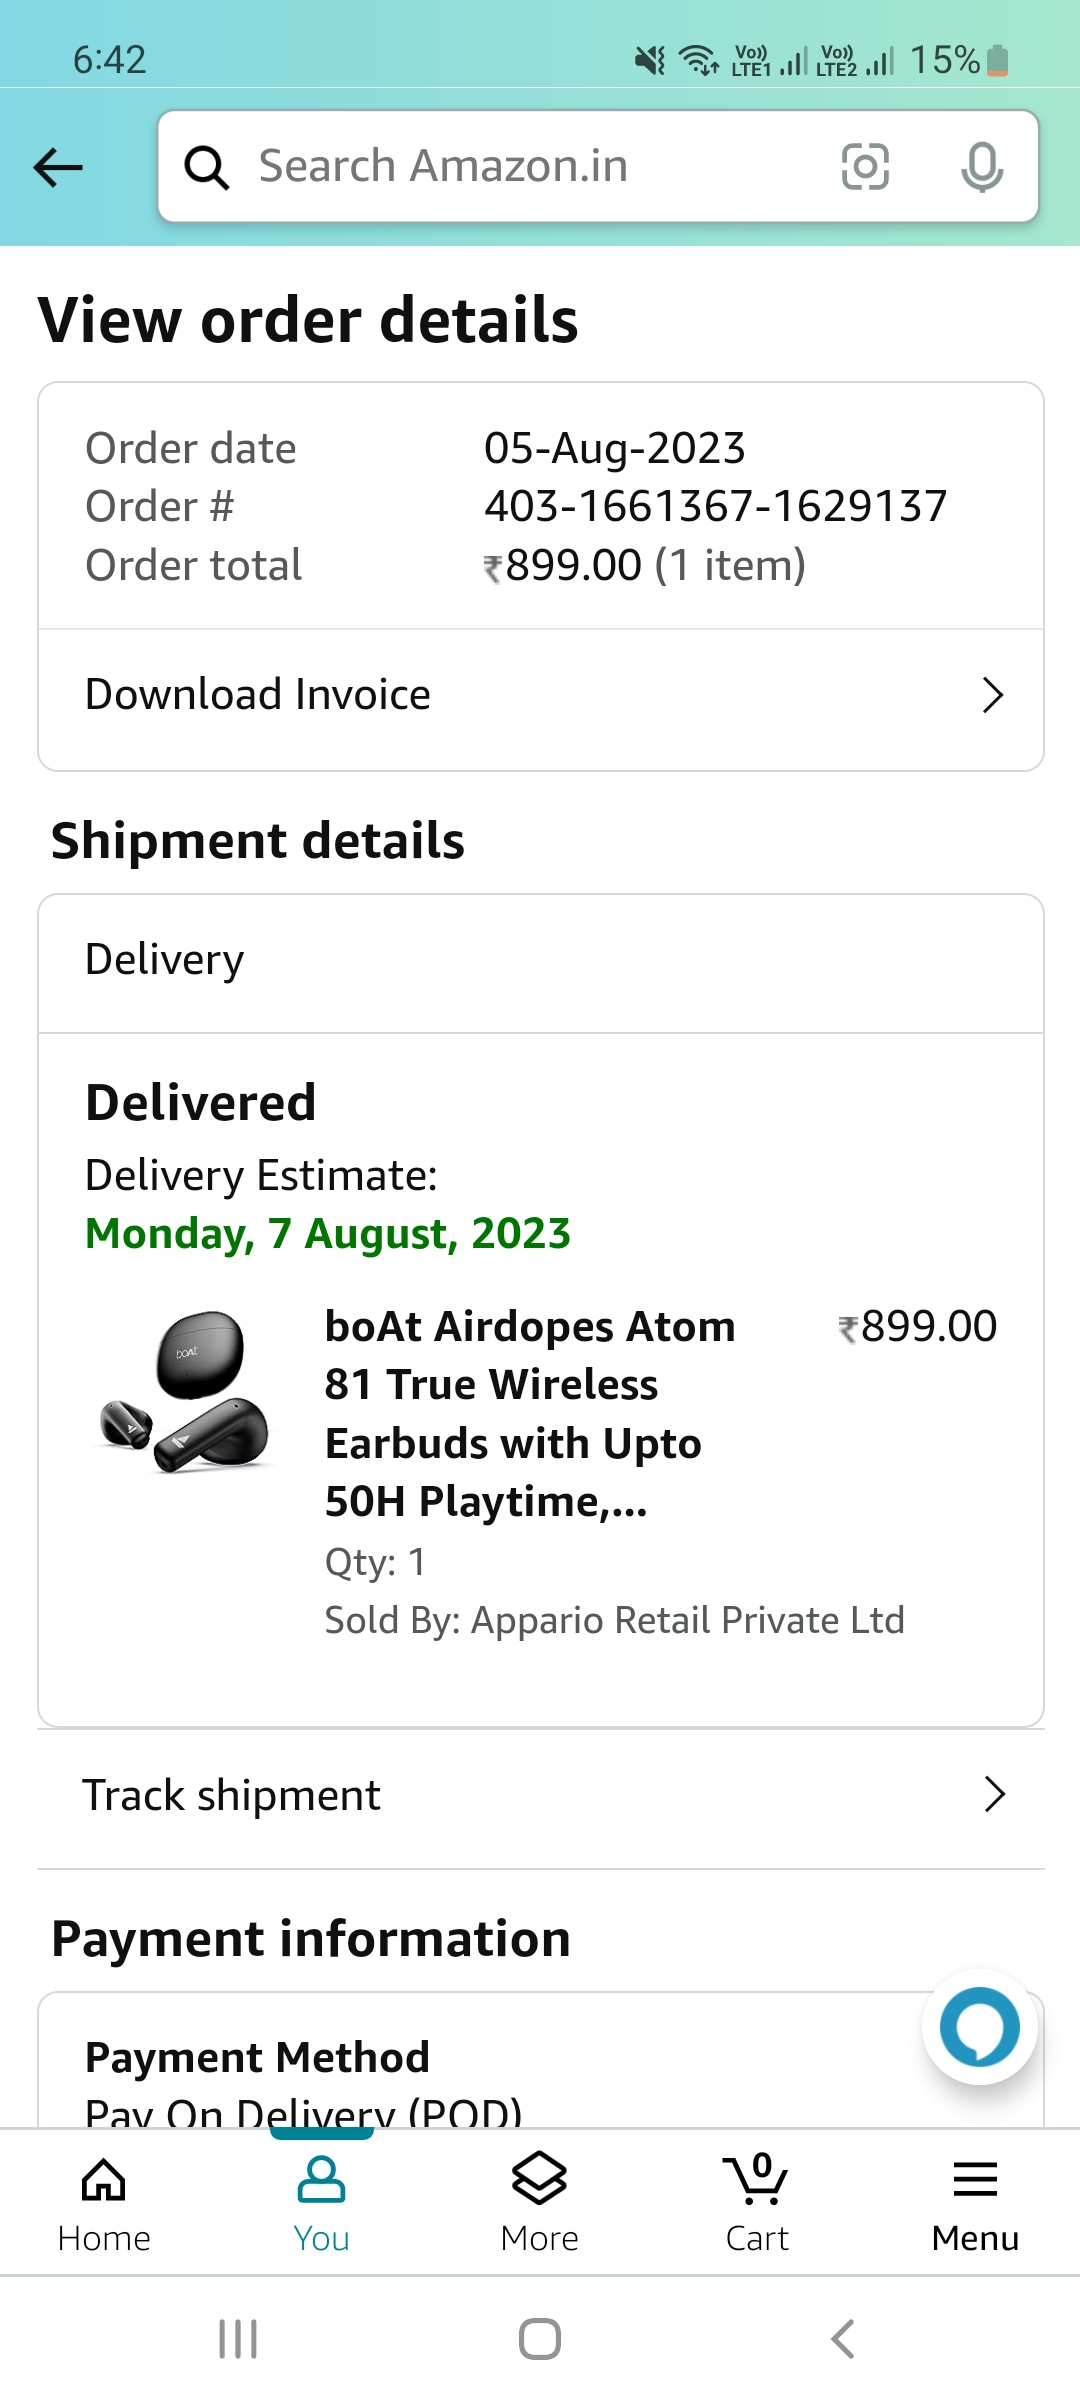 6:42
Vo)) LTE1 Vo)) LTE2 15%
Search Amazon.in
View order details
Order date 05-Aug-2023
Order # 403-1661367-1629137
Order total ₹899.00 (1 item)
Download Invoice
Shipment details
Delivery
Delivered
Delivery Estimate:
Monday, 7 August, 2023
boAt
boAt Airdopes Atom ₹899.00
81 True Wireless
Earbuds with Upto
50H Playtime,...
Qty: 1
Sold By: Appario Retail Private Ltd
Track shipment
Payment information
Payment Method
Pay On Delivery (POD)
0
Home You More Cart Menu